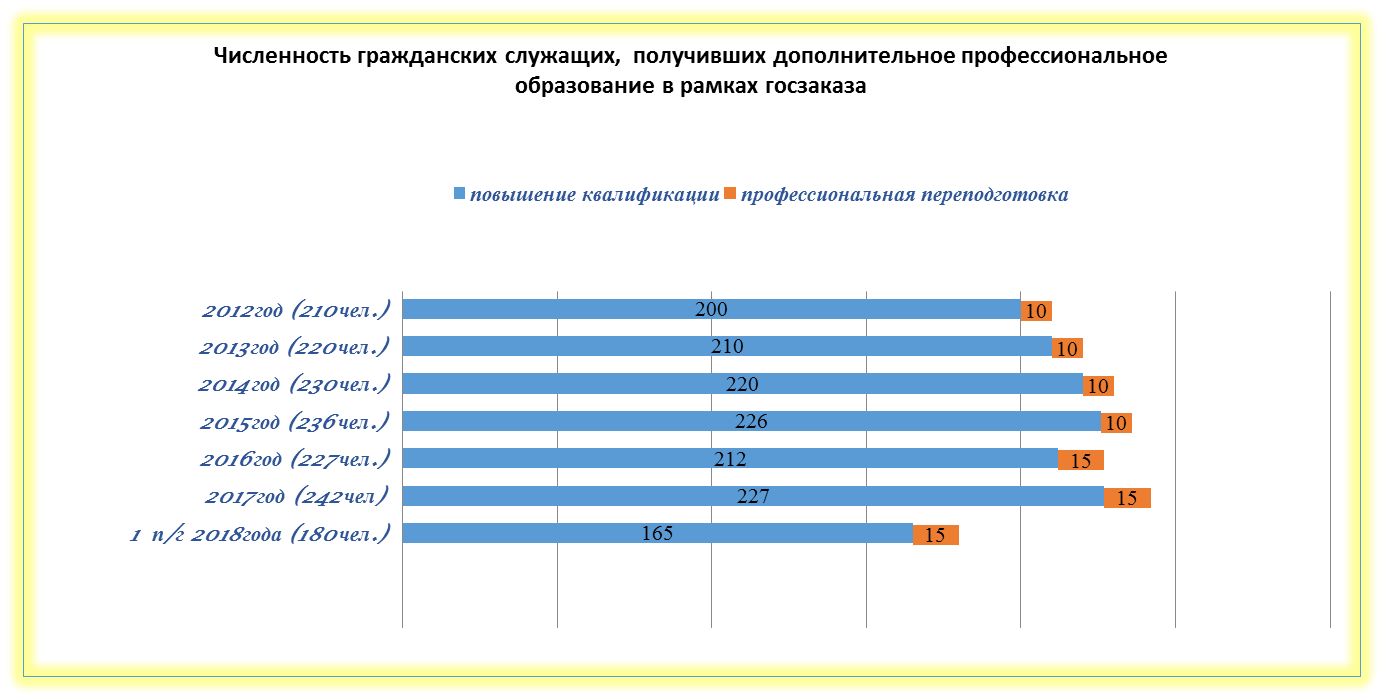 Численность гражданских служащих, получивших дополнительное профессиональное
образование в рамках госзаказа
повышение квалификации профессиональная переподготовка
2012год (210чел.) 200 10
2013год (220чел.) 210 10
2014год (230чел.) 220 10
2015год (236чел.) 226 10
2016год (227чел.) 212 15
2017год (242чел) 227 15
1 п/г 2018года (180чел.) 165 15